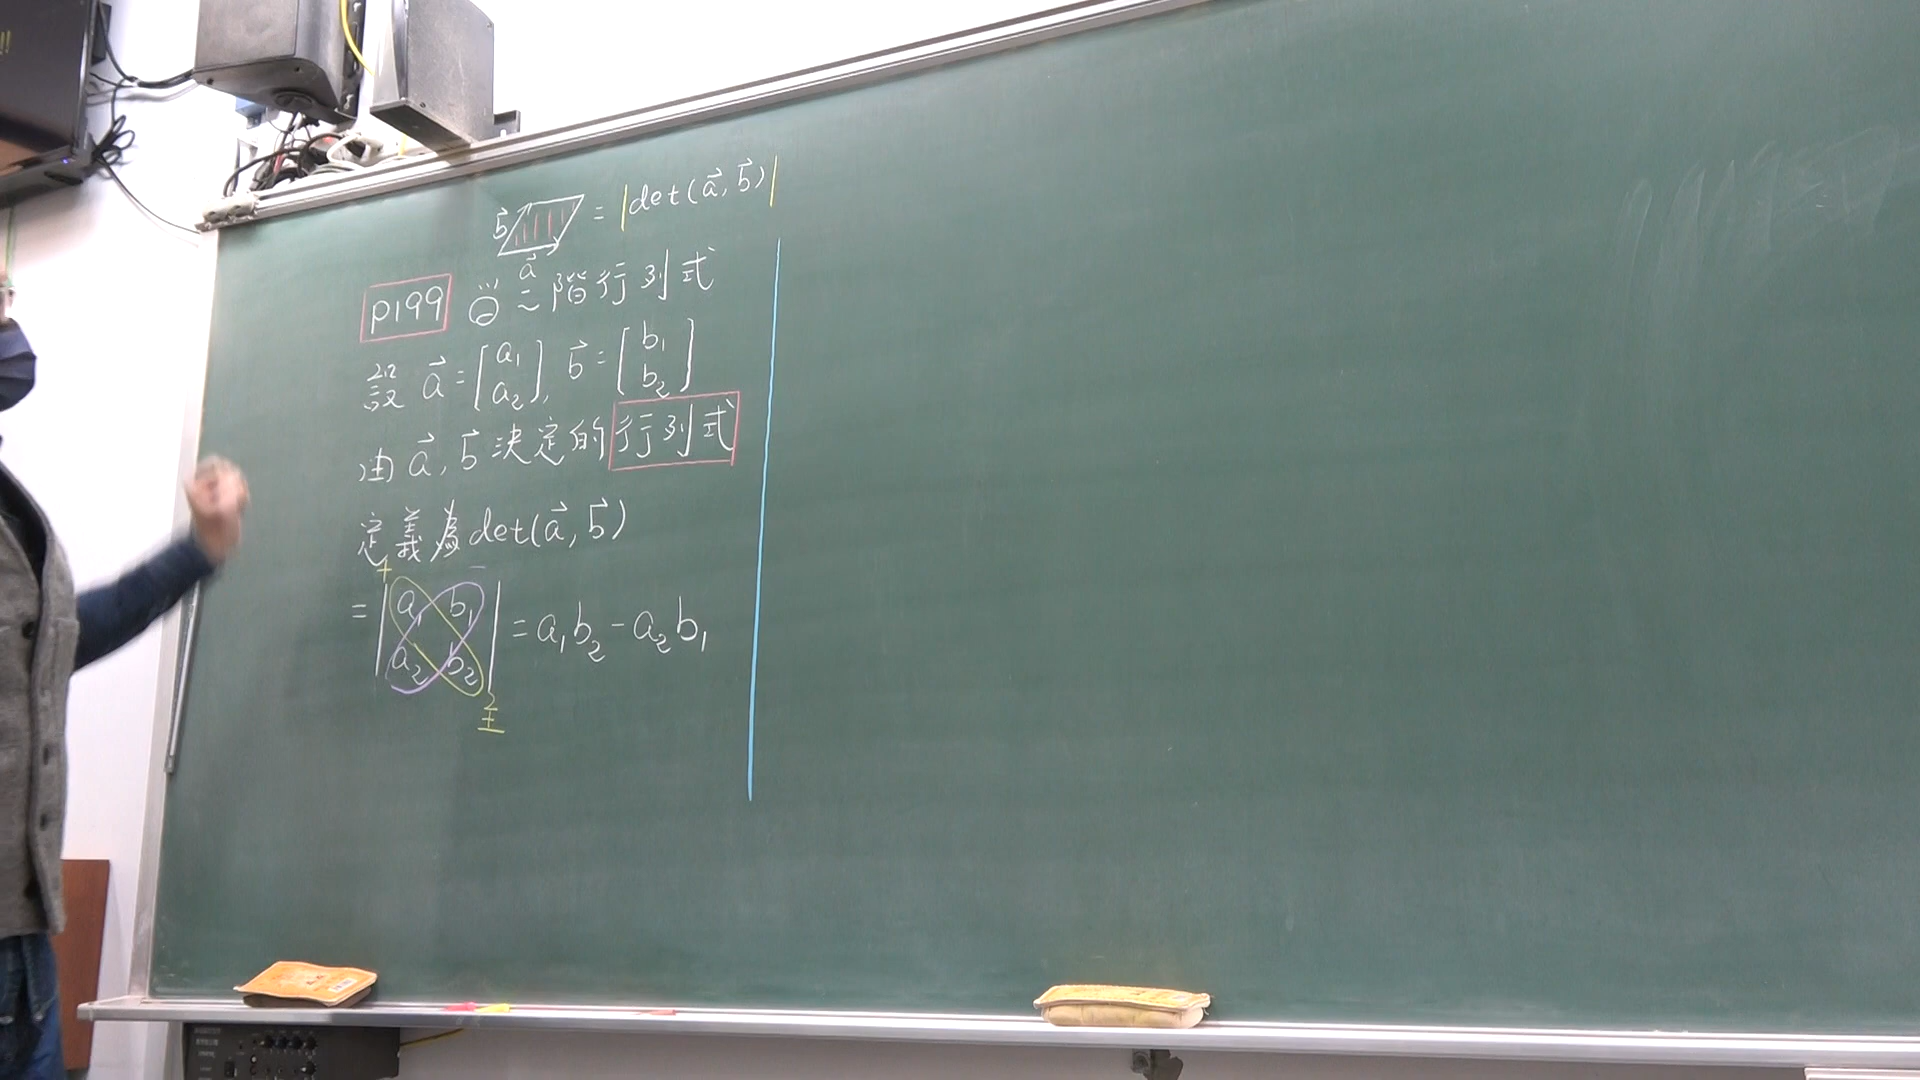 b⃗ a⃗ = |det(a⃗, b⃗)|
P199 ㊀ 二階行列式
設 a⃗ = [a₁ a₂], b⃗ = [b₁ b₂]
由 a⃗, b⃗ 決定的 行列式
定義為 det(a⃗, b⃗)
+ −
= |a₁ b₁
a₂ b₂| = a₁b₂ − a₂b₁